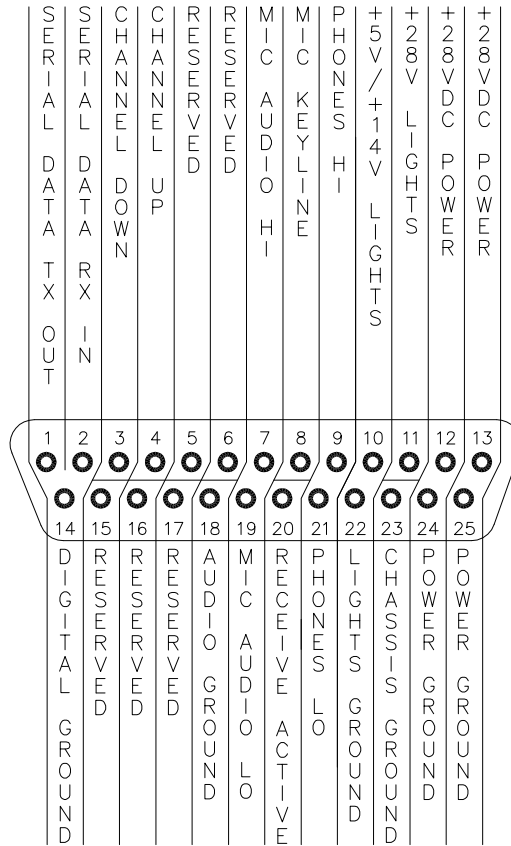 SERIAL DATA TX OUT
SERIAL DATA RX IN
CHANNEL DOWN
CHANNEL UP
RESERVED
RESERVED
MIC AUDIO HI
MIC KEYLINE
PHONES HI
+5V/+14V LIGHTS
+28V LIGHTS
+28VDC POWER
+28VDC POWER
1 2 3 4 5 6 7 8 9 10 11 12 13
14 15 16 17 18 19 20 21 22 23 24 25
DIGITAL GROUND
RESERVED
RESERVED
RESERVED
AUDIO GROUND
MIC AUDIO LO
RECEIVE ACTIVE
PHONES LO
LIGHTS GROUND
CHASSIS GROUND
POWER GROUND
POWER GROUND